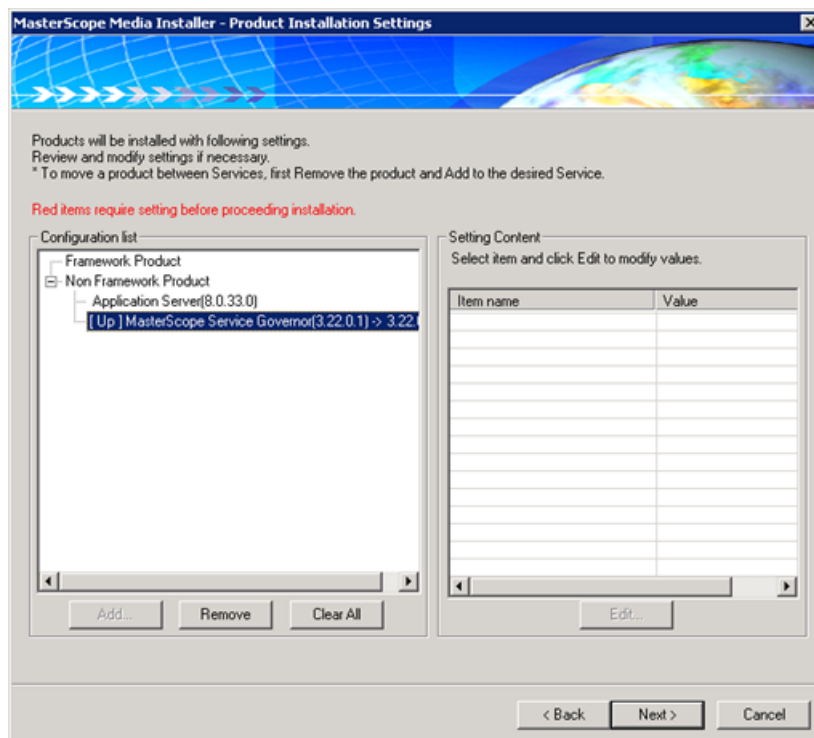 MasterScope Media Installer - Product Installation Settings
Products will be installed with following settings.
Review and modify settings if necessary.
* To move a product between Services, first Remove the product and Add to the desired Service.
Red items require setting before proceeding installation.
Configuration list
Framework Product
Non Framework Product
Application Server(8.0.33.0)
[ Up ] MasterScope Service Governor(3.22.0.1) -> 3.22.
Add...
Remove
Clear All
Setting Content
Select item and click Edit to modify values.
Item name
Value
Edit...
< Back
Next >
Cancel